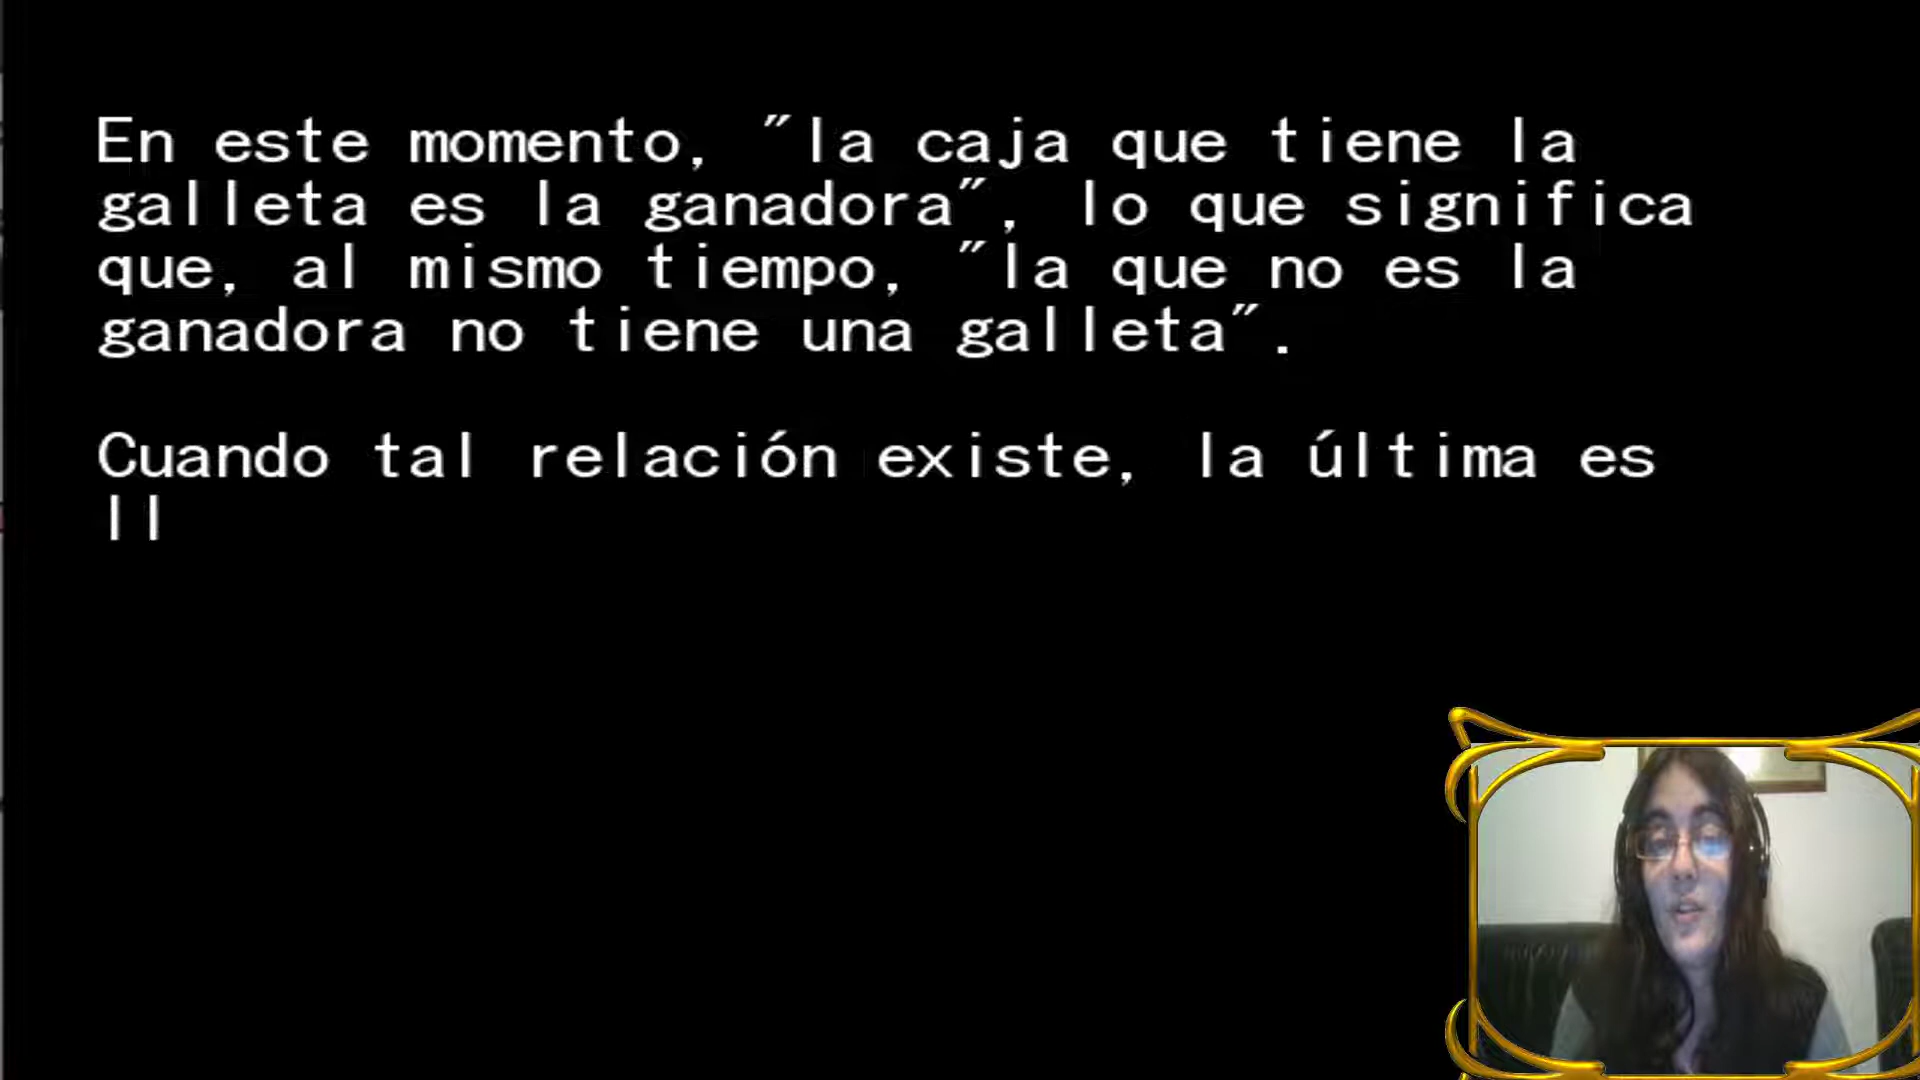 En este momento, "la caja que tiene la
galleta es la ganadora", lo que significa
que, al mismo tiempo, "la que no es la
ganadora no tiene una galleta".
Cuando tal relación existe, la última es
ll